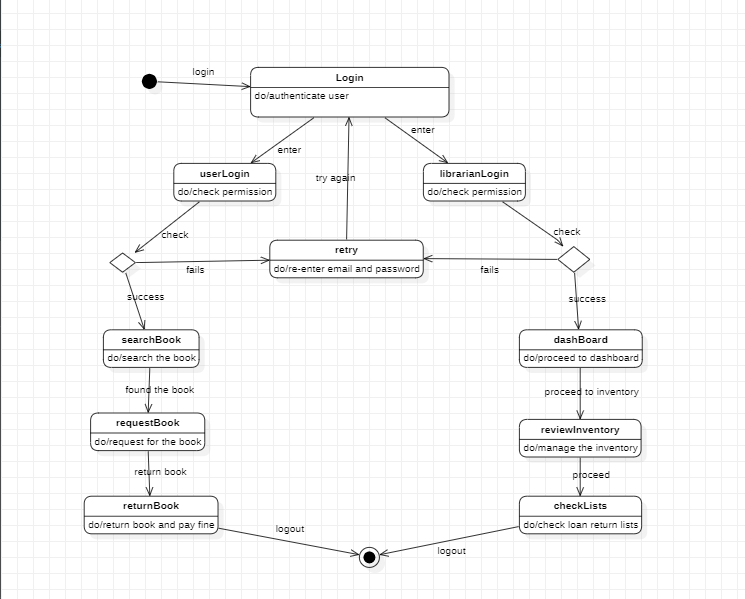 login
Login
do/authenticate user
enter
enter
userLogin
do/check permission
try again
librarianLogin
do/check permission
check
check
retry
do/re-enter email and password
fails
fails
success
success
searchBook
do/search the book
dashBoard
do/proceed to dashboard
found the book
proceed to inventory
requestBook
do/request for the book
reviewInventory
do/manage the inventory
return book
proceed
returnBook
do/return book and pay fine
checkLists
do/check loan return lists
logout
logout